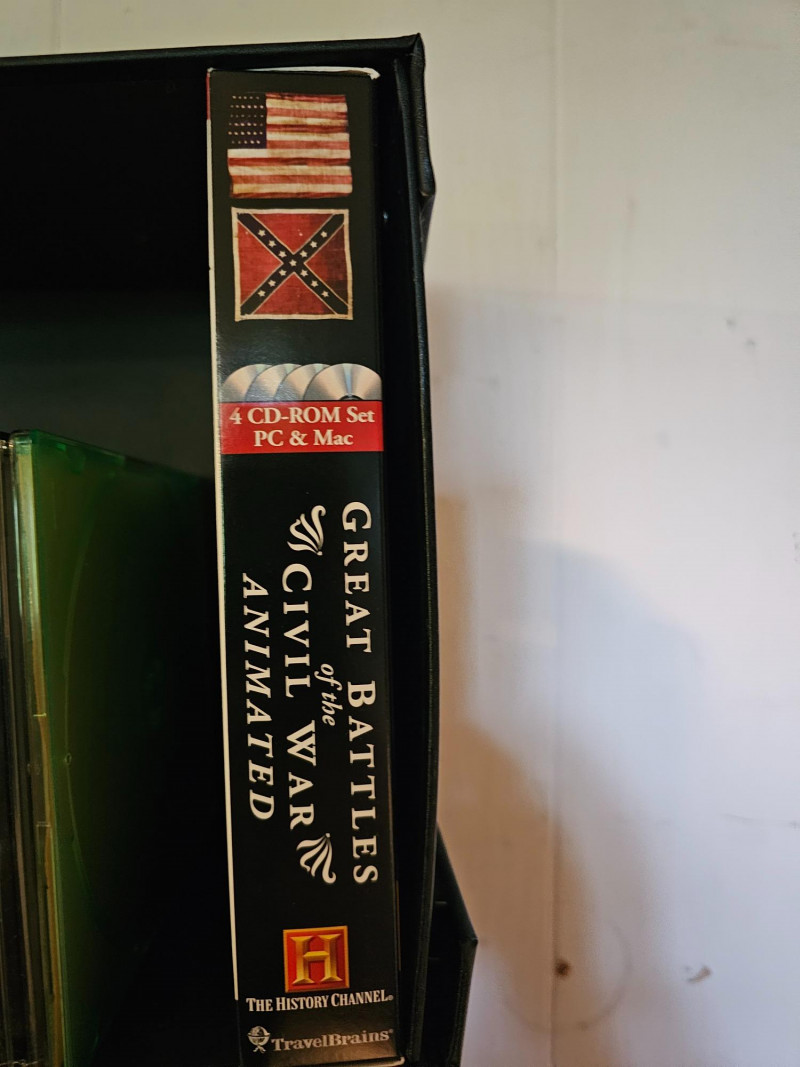 4 CD-ROM Set
PC & Mac
GREAT BATTLES
of the
CIVIL WAR
ANIMATED
H
THE HISTORY CHANNEL®
TravelBrains®